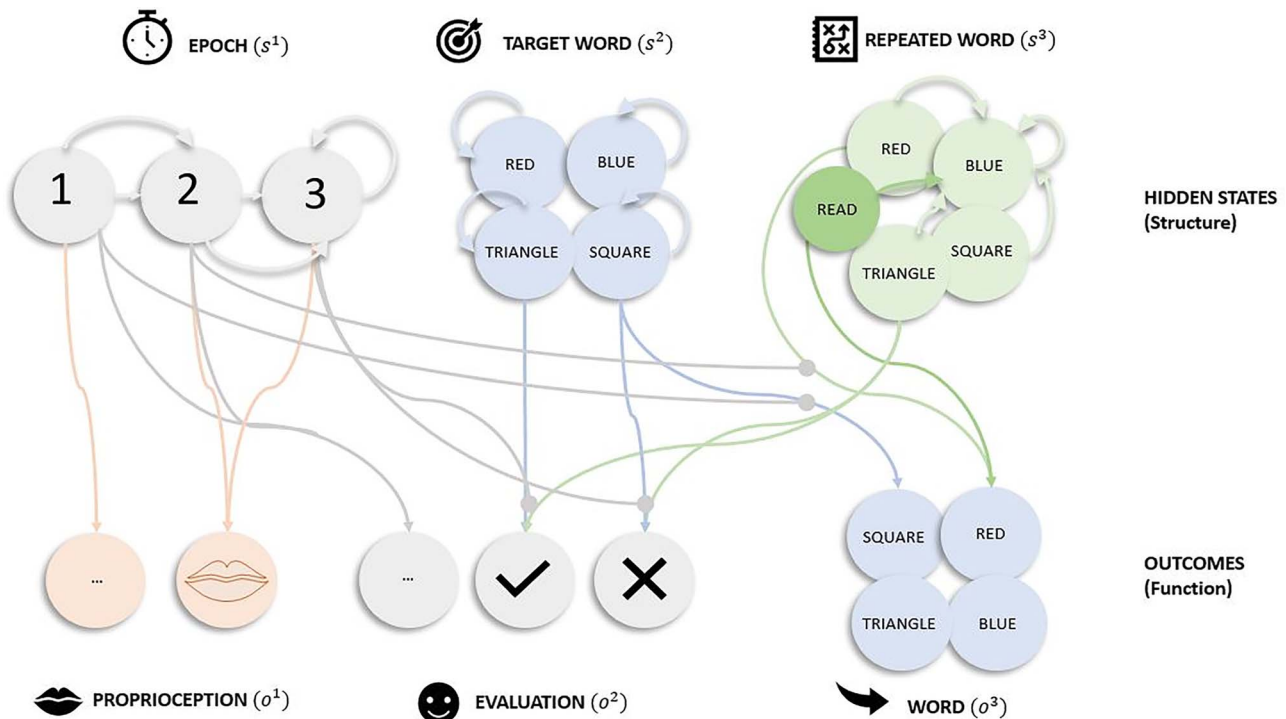 EPOCH (s¹)
TARGET WORD (s²)
REPEATED WORD (s³)
1
2
3
RED
BLUE
TRIANGLE
SQUARE
RED
BLUE
READ
TRIANGLE
SQUARE
HIDDEN STATES
(Structure)
...
...
SQUARE
RED
TRIANGLE
BLUE
OUTCOMES
(Function)
PROPRIOCEPTION (o¹)
EVALUATION (o²)
WORD (o³)